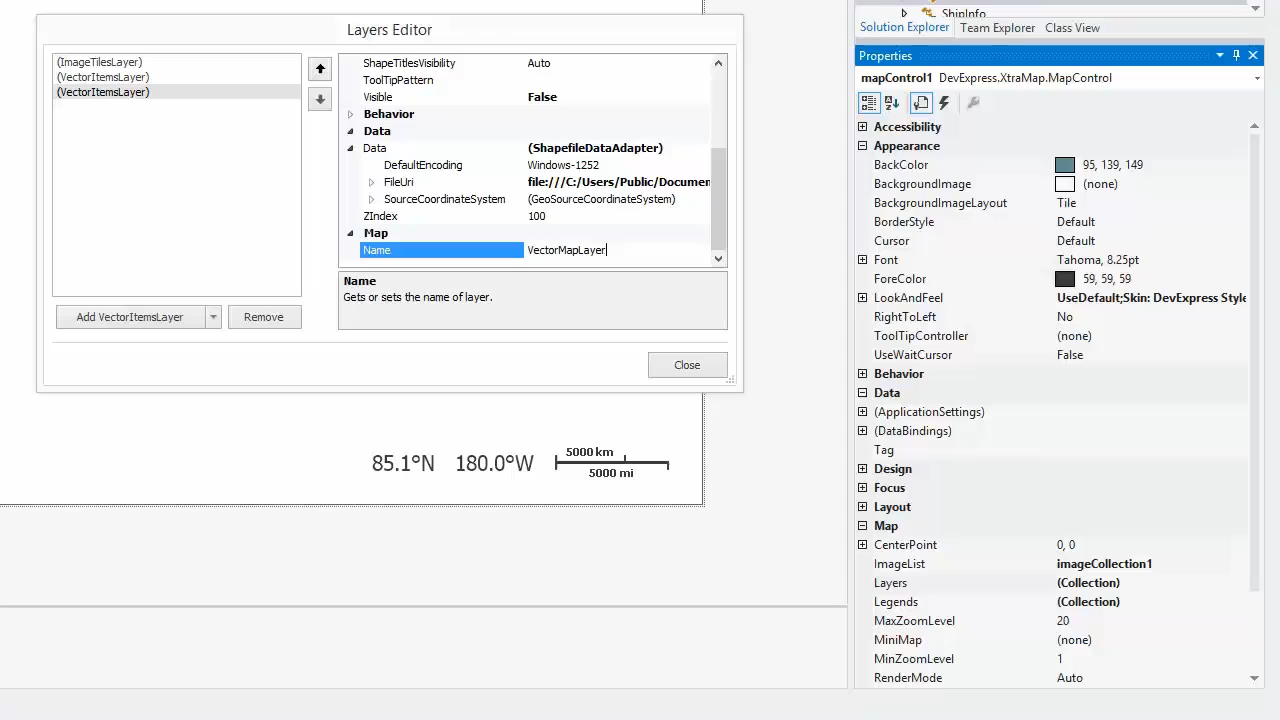 Layers Editor
(ImageTilesLayer)
(VectorItemsLayer)
(VectorItemsLayer)
Add VectorItemsLayer
Remove
ShapeTitlesVisibility Auto
ToolTipPattern
Visible False
Behavior
Data
Data (ShapefileDataAdapter)
DefaultEncoding Windows-1252
FileUri file:///C:/Users/Public/Documen
SourceCoordinateSystem (GeoSourceCoordinateSystem)
ZIndex 100
Map
Name VectorMapLayer
Name
Gets or sets the name of layer.
Close
85.1°N 180.0°W
5000 km
5000 mi
ShipInfo
Solution Explorer Team Explorer Class View
Properties
mapControl1 DevExpress.XtraMap.MapControl
Accessibility
Appearance
BackColor 95, 139, 149
BackgroundImage (none)
BackgroundImageLayout Tile
BorderStyle Default
Cursor Default
Font Tahoma, 8.25pt
ForeColor 59, 59, 59
LookAndFeel UseDefault;Skin: DevExpress Style
RightToLeft No
ToolTipController (none)
UseWaitCursor False
Behavior
Data
(ApplicationSettings)
(DataBindings)
Tag
Design
Focus
Layout
Map
CenterPoint 0, 0
ImageList imageCollection1
Layers (Collection)
Legends (Collection)
MaxZoomLevel 20
MiniMap (none)
MinZoomLevel 1
RenderMode Auto